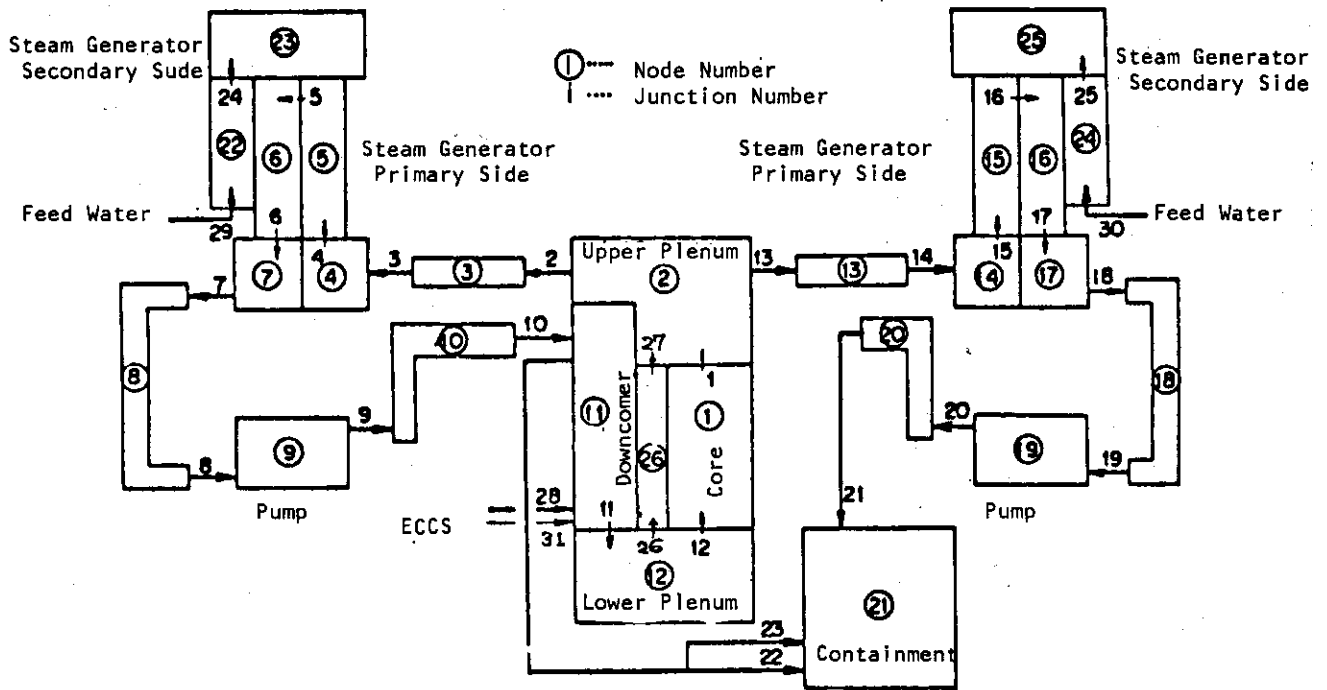 23
25
Steam Generator
Secondary Sude
1 ···· Node Number
ı ···· Junction Number
Steam Generator
Secondary Side
24
5
16
25
22
6
5
Steam Generator
Primary Side
Steam Generator
Primary Side
15
16
24
Feed Water
29
6
4
17
15
30
Feed Water
7
4
3
3
2
Upper Plenum
2
13
13
14
14
17
18
7
10
10
27
1
20
8
9
11
Downcomer
26
Core
1
20
18
9
8
19
19
Pump
Pump
ECCS
28
31
11
26
12
12
Lower Plenum
21
21
23
22
Containment